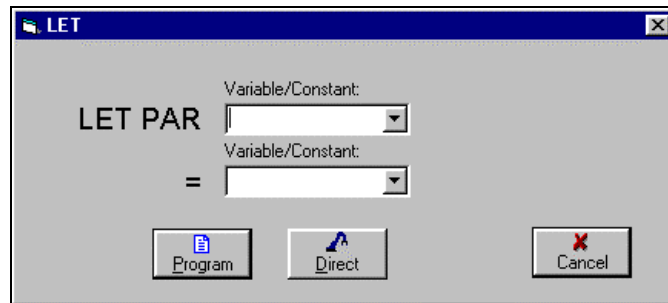 LET
Variable/Constant:
LET PAR
Variable/Constant:
=
Program
Direct
Cancel